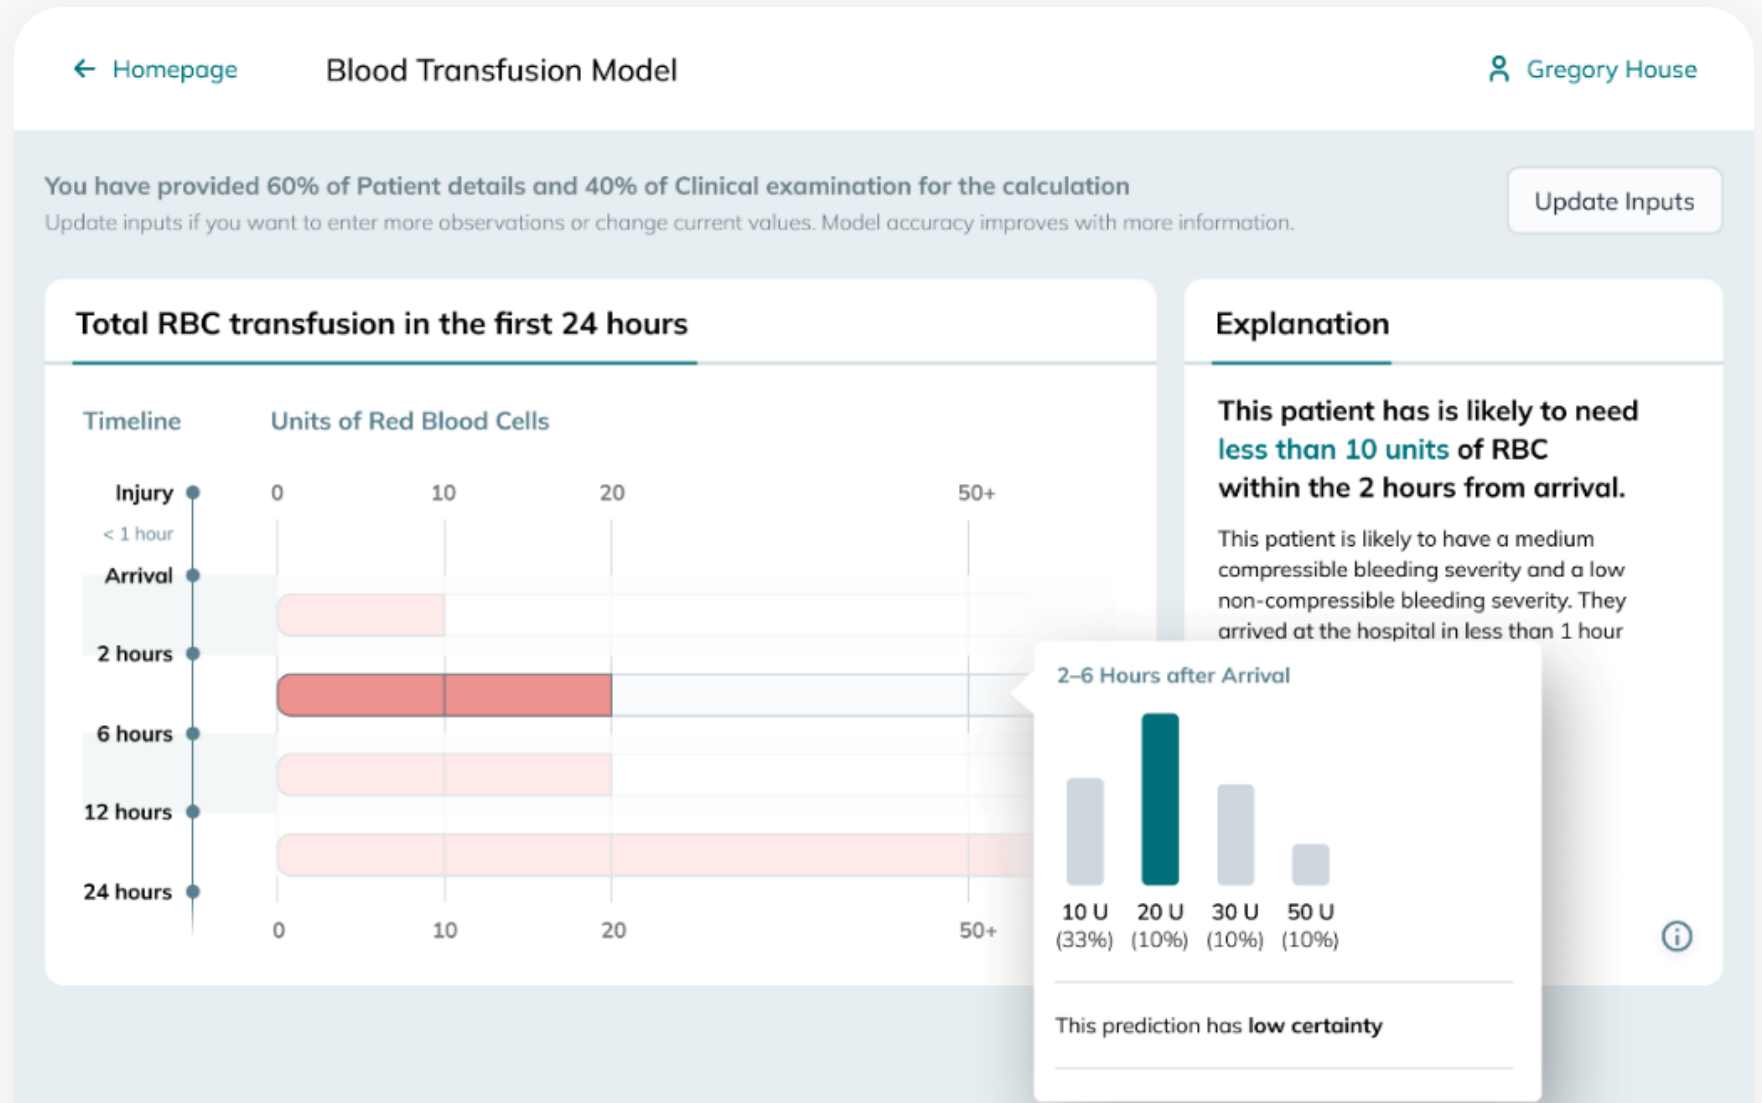 Homepage
Blood Transfusion Model
Gregory House
You have provided 60% of Patient details and 40% of Clinical examination for the calculation
Update inputs if you want to enter more observations or change current values. Model accuracy improves with more information.
Update Inputs
Total RBC transfusion in the first 24 hours
Timeline
Units of Red Blood Cells
Injury
0 10 20 50+
< 1 hour
Arrival
2 hours
6 hours
12 hours
24 hours
0 10 20 50+
Explanation
This patient has is likely to need
less than 10 units of RBC
within the 2 hours from arrival.
This patient is likely to have a medium
compressible bleeding severity and a low
non-compressible bleeding severity. They
arrived at the hospital in less than 1 hour
2–6 Hours after Arrival
10 U 20 U 30 U 50 U
(33%) (10%) (10%) (10%)
This prediction has low certainty